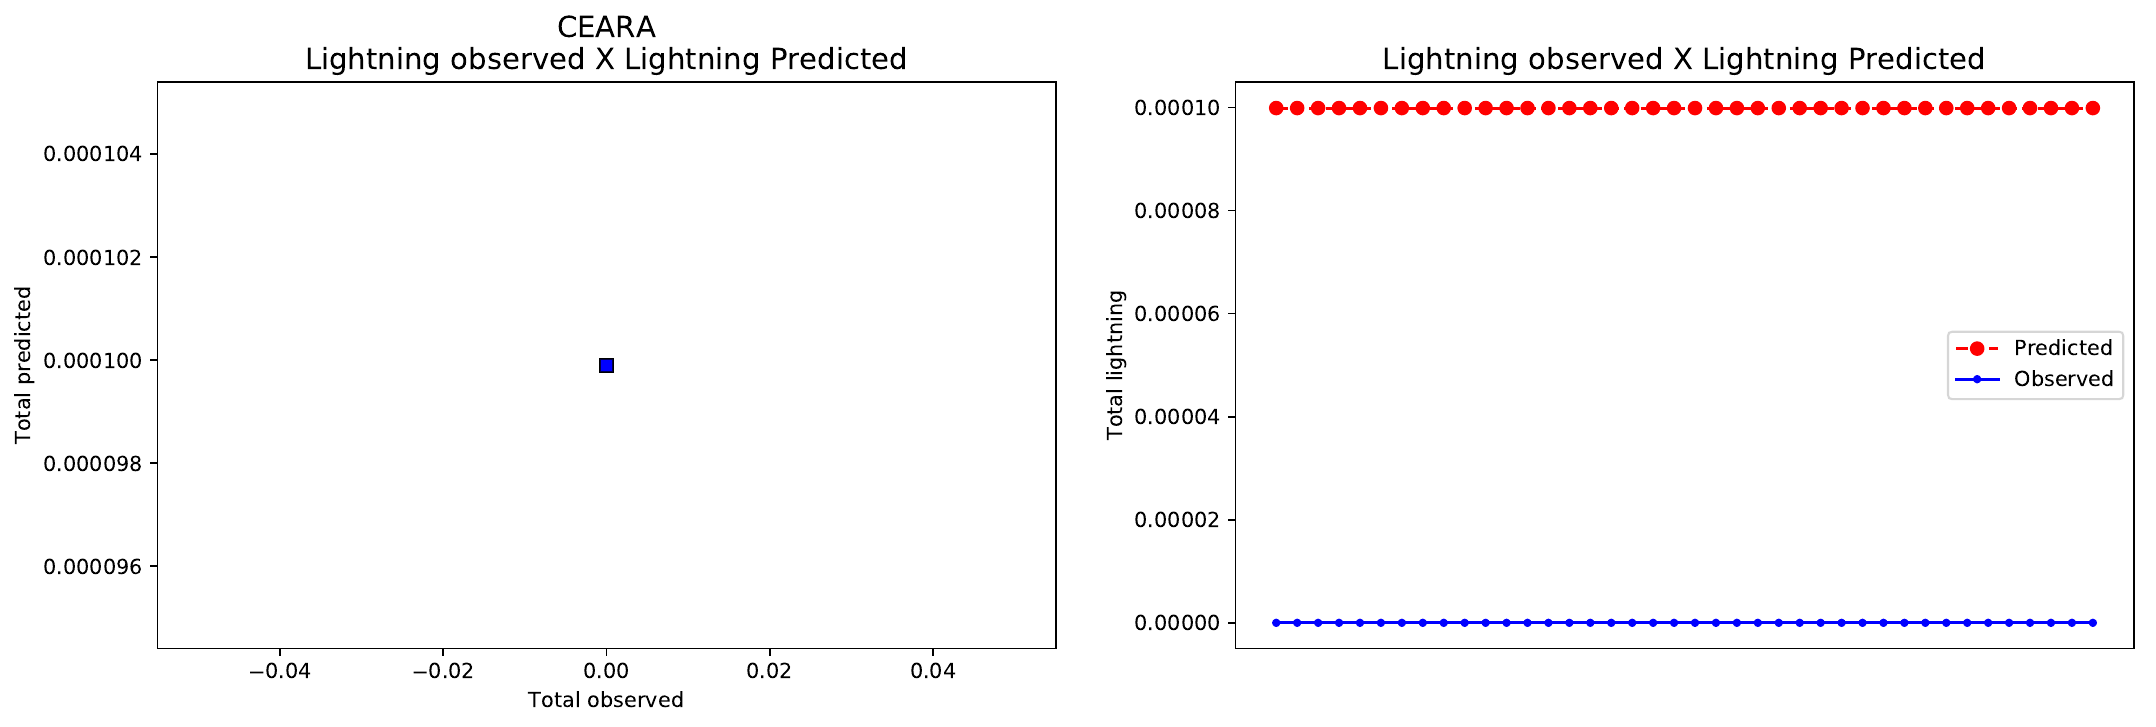 CEARA
Lightning observed X Lightning Predicted
0.000104
0.000102
0.000100
0.000098
0.000096
Total predicted
−0.04
−0.02
0.00
0.02
0.04
Total observed
Lightning observed X Lightning Predicted
0.00010
0.00008
0.00006
0.00004
0.00002
0.00000
Total lightning
Predicted
Observed